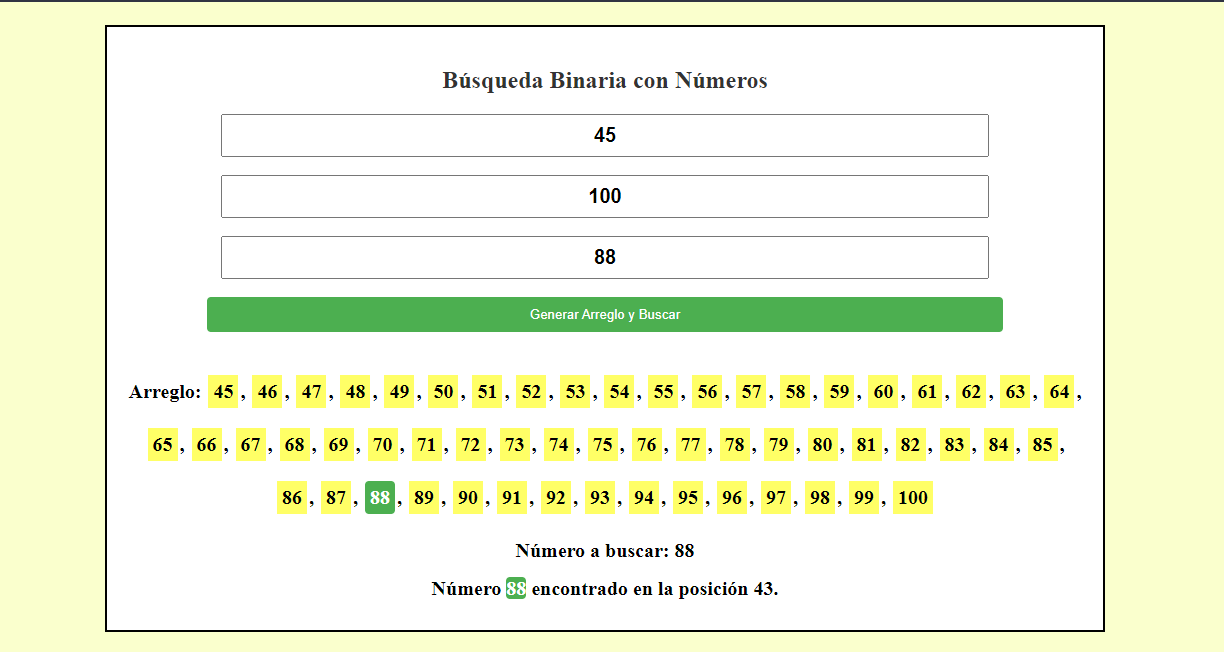 Búsqueda Binaria con Números
45
100
88
Generar Arreglo y Buscar
Arreglo: 45 , 46 , 47 , 48 , 49 , 50 , 51 , 52 , 53 , 54 , 55 , 56 , 57 , 58 , 59 , 60 , 61 , 62 , 63 , 64 ,
65 , 66 , 67 , 68 , 69 , 70 , 71 , 72 , 73 , 74 , 75 , 76 , 77 , 78 , 79 , 80 , 81 , 82 , 83 , 84 , 85 ,
86 , 87 , 88 , 89 , 90 , 91 , 92 , 93 , 94 , 95 , 96 , 97 , 98 , 99 , 100
Número a buscar: 88
Número 88 encontrado en la posición 43.